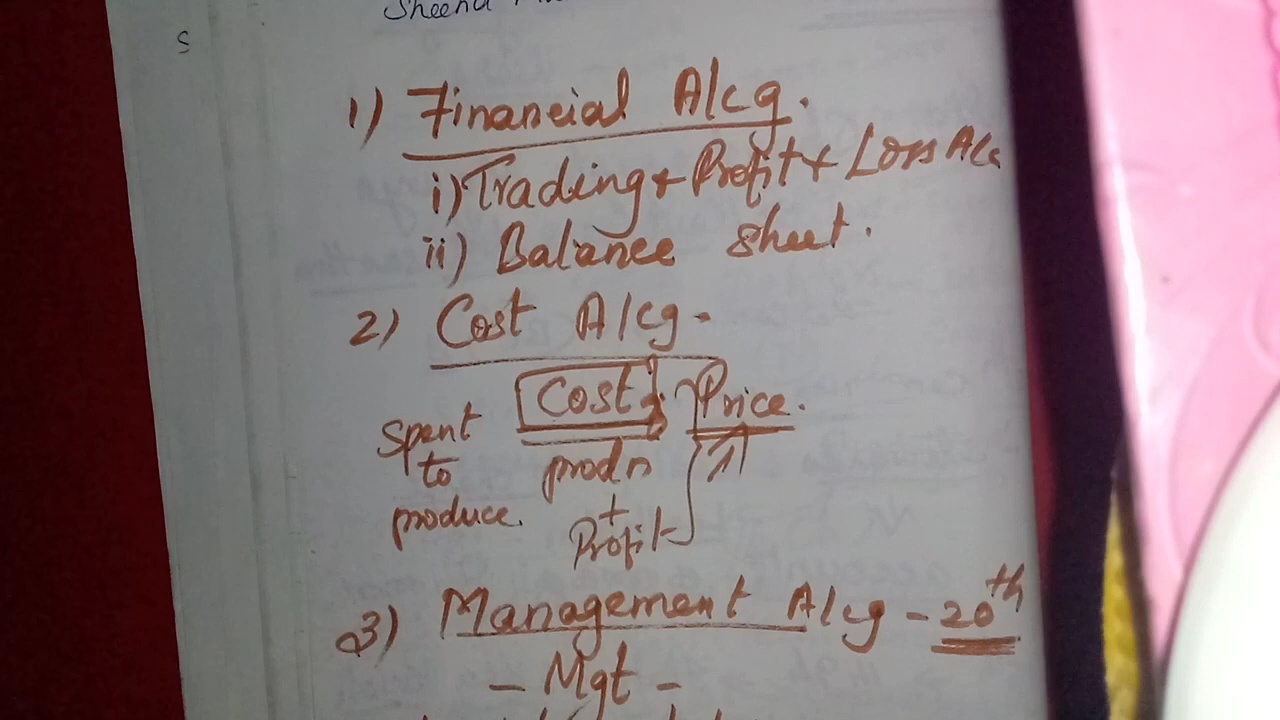 Sheena
S
1) Financial A/cg.
i) Trading & Profit & Loss A/c
ii) Balance sheet.
2) Cost A/cg.
Cost Price.
Spent to produce
prodn + Profit
3) Management A/cg - 20th
- Mgt -